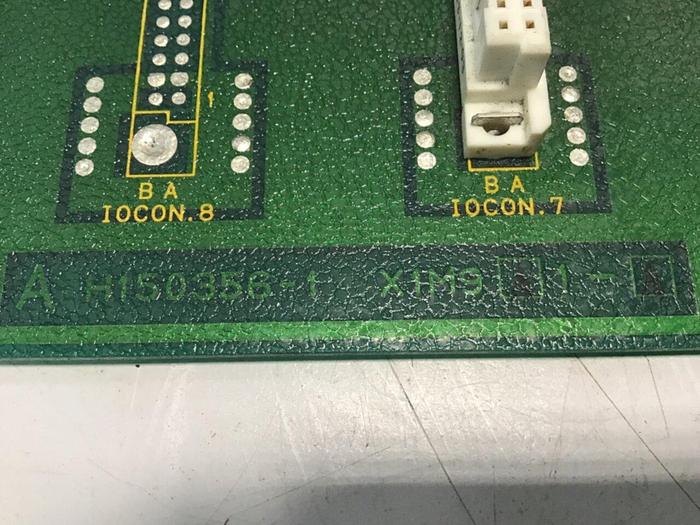 1
B A
IOCON.8
B A
IOCON.7
A H150356-1 X1M9 A 1 - A